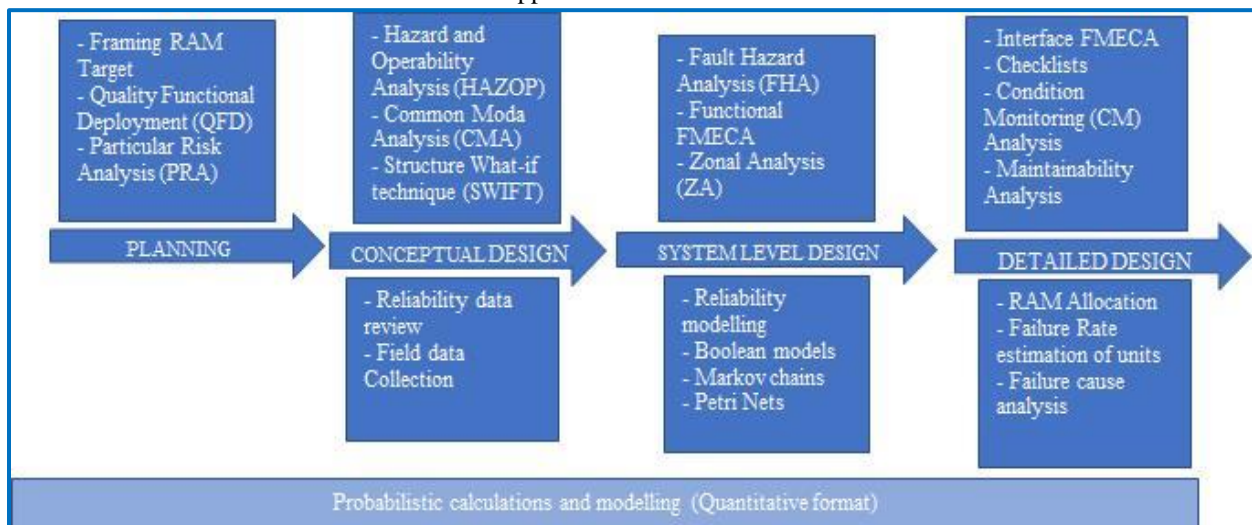 - Framing RAM
Target
- Quality Functional
Deployment (QFD)
- Particular Risk
Analysis (PRA)
- Hazard and
Operability
Analysis (HAZOP)
- Common Moda
Analysis (CMA)
- Structure What-if
technique (SWIFT)
- Fault Hazard
Analysis (FHA)
- Functional
FMECA
- Zonal Analysis
(ZA)
- Interface FMECA
- Checklists
- Condition
Monitoring (CM)
Analysis
- Maintainability
Analysis
PLANNING
CONCEPTUAL DESIGN
SYSTEM LEVEL DESIGN
DETAILED DESIGN
- Reliability data
review
- Field data
Collection
- Reliability
modelling
- Boolean models
- Markov chains
- Petri Nets
- RAM Allocation
- Failure Rate
estimation of units
- Failure cause
analysis
Probabilistic calculations and modelling (Quantitative format)